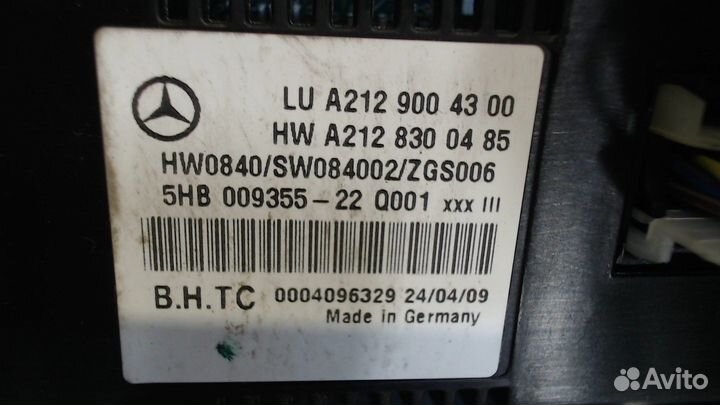 LU A212 900 43 00
HW A212 830 04 85
HW0840/SW084002/ZGS006
5HB 009355-22 Q001 xxx III
B.H.TC 0004096329 24/04/09
Made in Germany
Avito